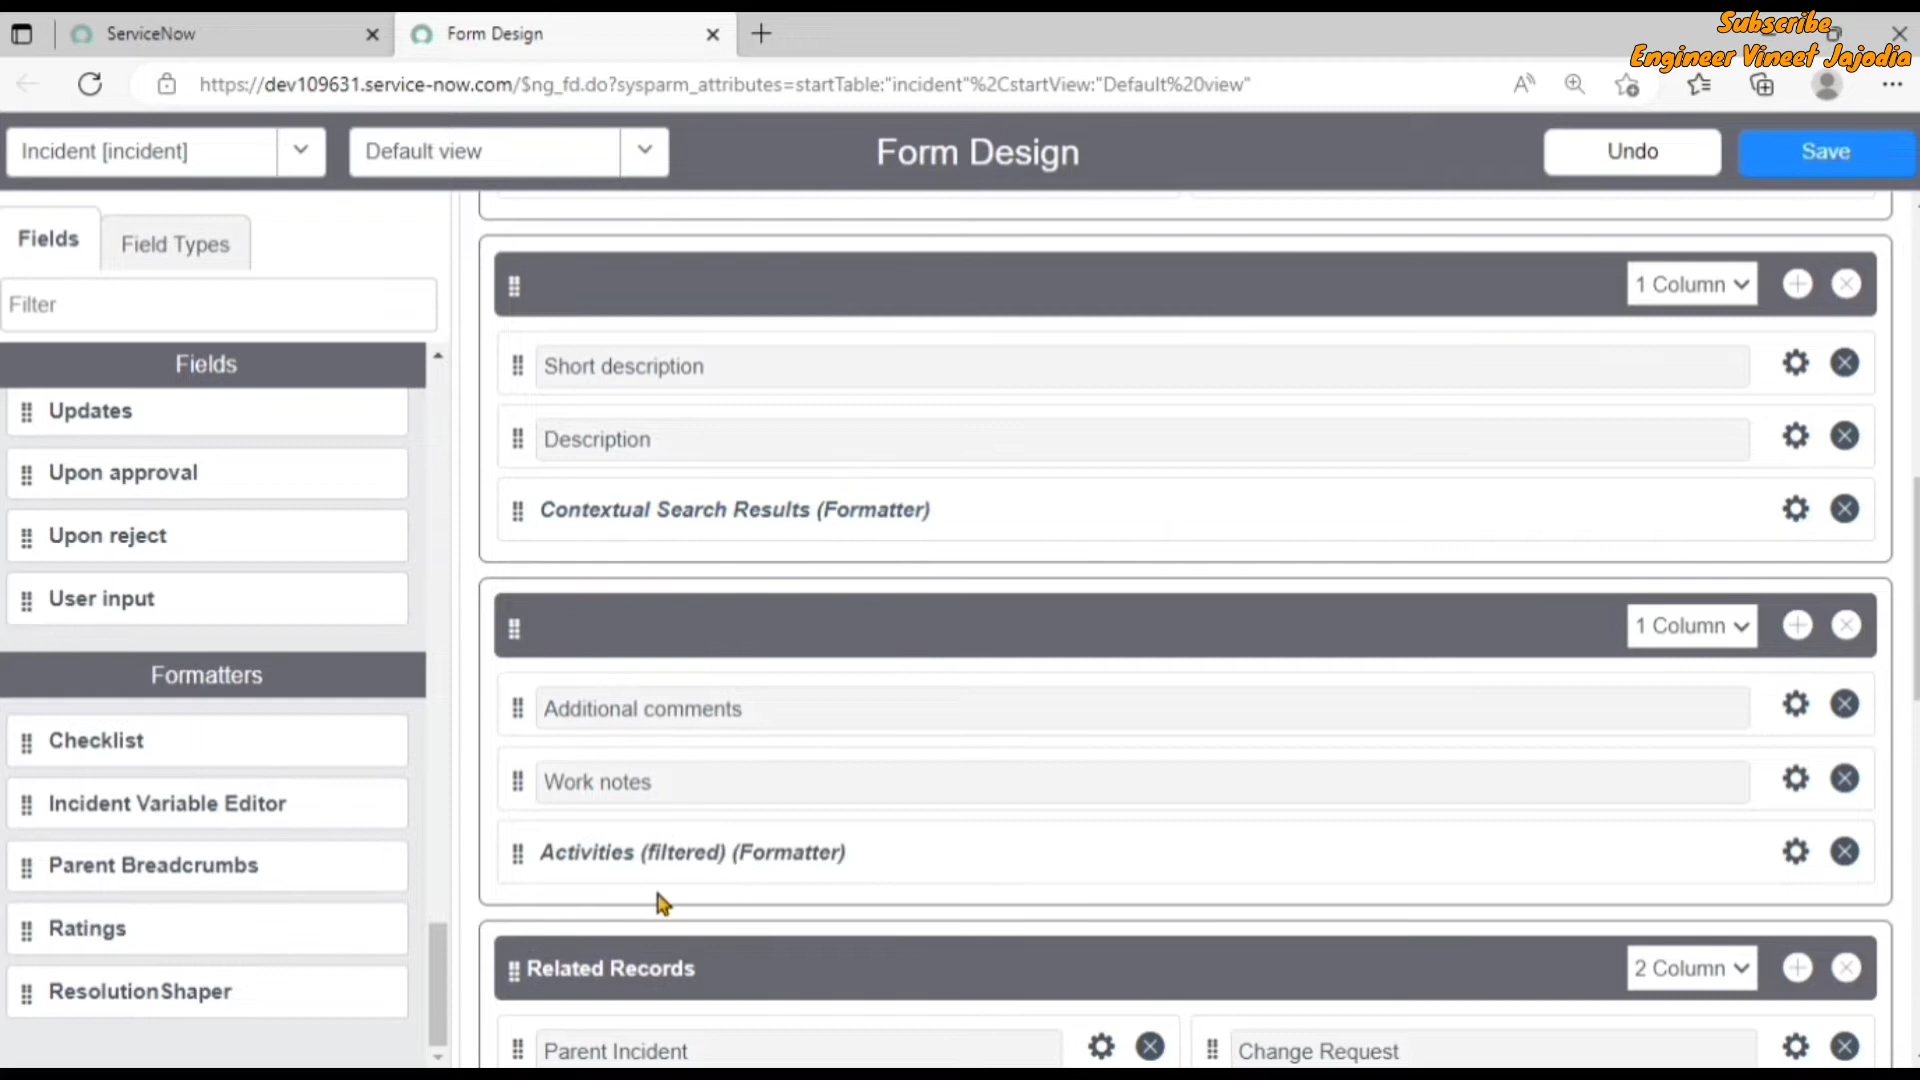 Subscribe
Engineer Vineet Jajodia
ServiceNow
Form Design
https://dev109631.service-now.com/$ng_fd.do?sysparm_attributes=startTable:"incident"%2CstartView:"Default%20view"
Incident [incident]
Default view
Form Design
Undo
Save
Fields
Field Types
Filter
Fields
Updates
Upon approval
Upon reject
User input
Formatters
Checklist
Incident Variable Editor
Parent Breadcrumbs
Ratings
ResolutionShaper
1 Column
Short description
Description
Contextual Search Results (Formatter)
1 Column
Additional comments
Work notes
Activities (filtered) (Formatter)
Related Records
2 Column
Parent Incident
Change Request